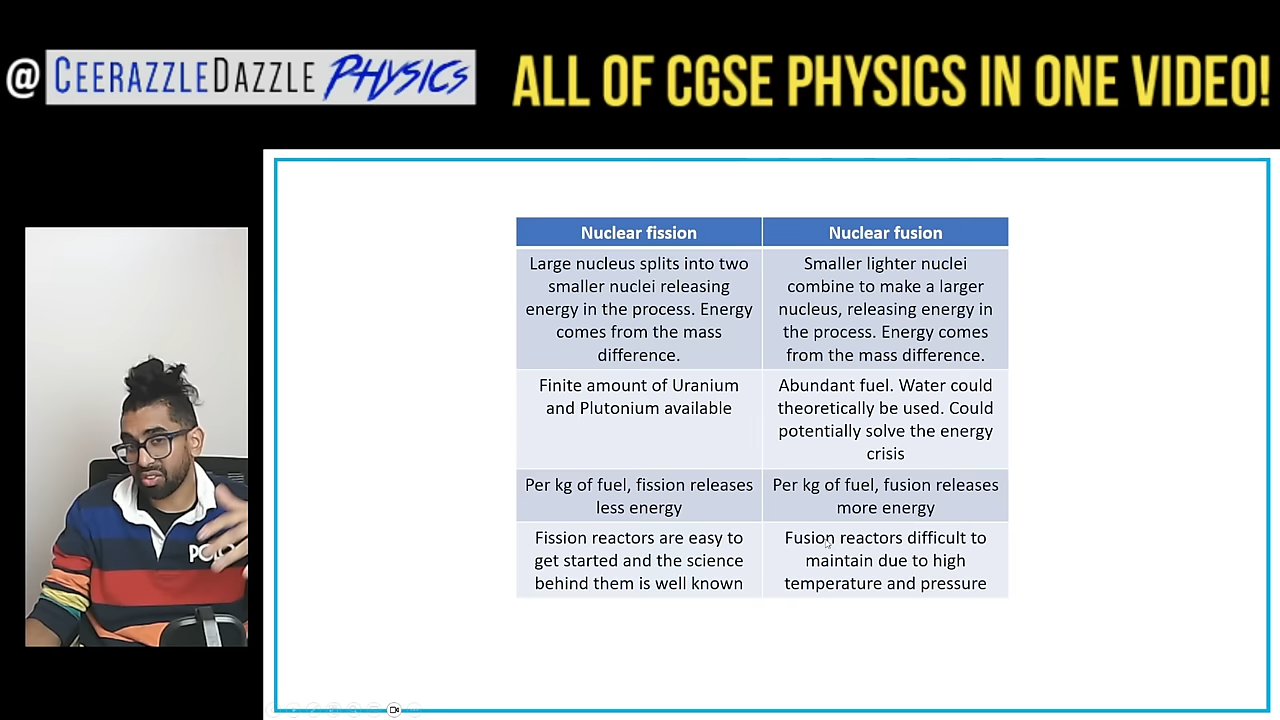 @ CEERAZZLEDAZZLE PHYSICS
ALL OF CGSE PHYSICS IN ONE VIDEO!
Nuclear fission
Nuclear fusion
Large nucleus splits into two
smaller nuclei releasing
energy in the process. Energy
comes from the mass
difference.
Smaller lighter nuclei
combine to make a larger
nucleus, releasing energy in
the process. Energy comes
from the mass difference.
Finite amount of Uranium
and Plutonium available
Abundant fuel. Water could
theoretically be used. Could
potentially solve the energy
crisis
Per kg of fuel, fission releases
less energy
Per kg of fuel, fusion releases
more energy
Fission reactors are easy to
get started and the science
behind them is well known
Fusion reactors difficult to
maintain due to high
temperature and pressure